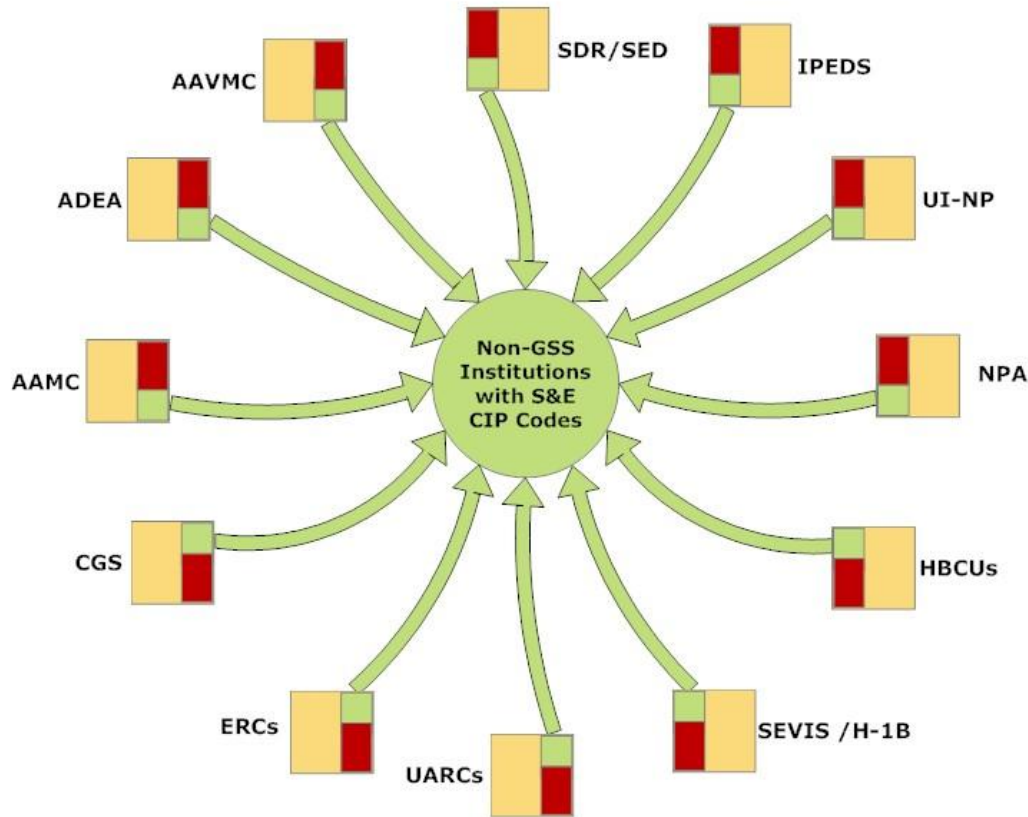 SDR/SED
IPEDS
AAVMC
ADEA
UI-NP
Non-GSS
Institutions
with S&E
CIP Codes
AAMC
NPA
CGS
HBCUs
ERCs
SEVIS /H-1B
UARCs